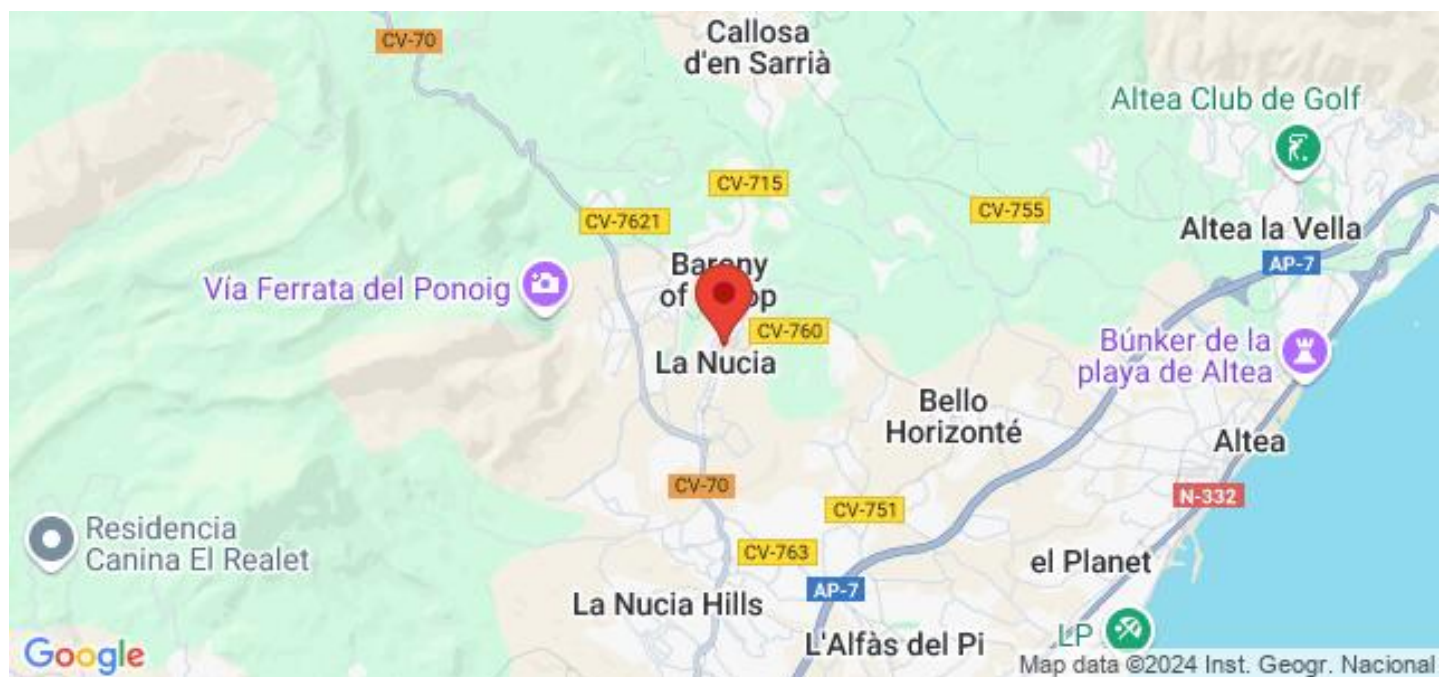 CV-70
Callosa
d'en Sarrià
Altea Club de Golf
CV-715
CV-755
CV-7621
Altea la Vella
AP-7
Barony
Vía Ferrata del Ponoig
of
CV-760
La Nucia
Búnker de la
playa de Altea
Bello
Horizonté
Altea
CV-70
N-332
CV-751
Residencia
Canina El Realet
CV-763
el Planet
AP-7
La Nucia Hills
L'Alfàs del Pi
LP
Google
Map data ©2024 Inst. Geogr. Nacional